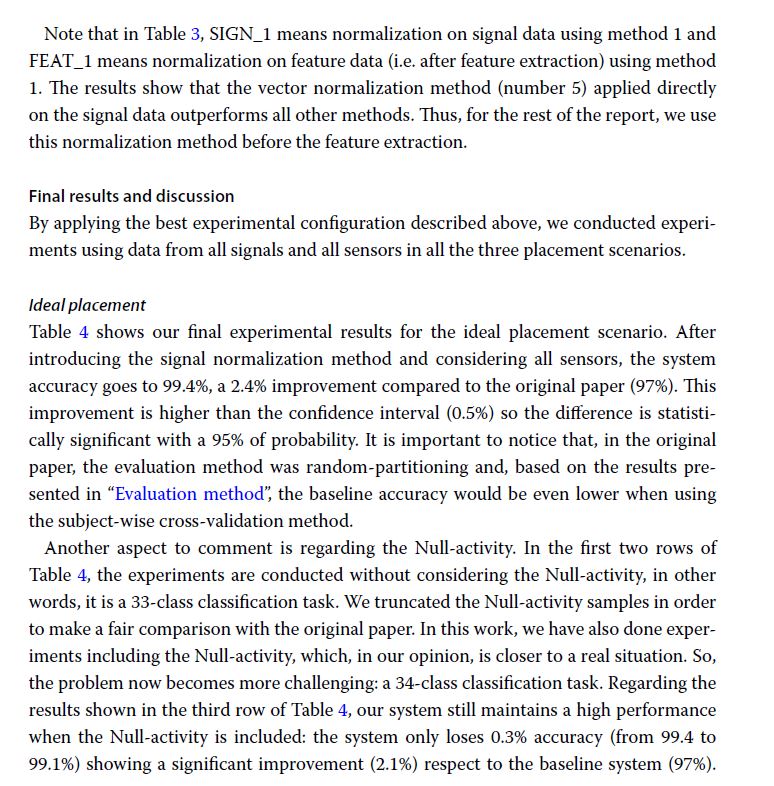 Note that in Table 3, SIGN_1 means normalization on signal data using method 1 and
FEAT_1 means normalization on feature data (i.e. after feature extraction) using method
1. The results show that the vector normalization method (number 5) applied directly
on the signal data outperforms all other methods. Thus, for the rest of the report, we use
this normalization method before the feature extraction.
Final results and discussion
By applying the best experimental configuration described above, we conducted experi-
ments using data from all signals and all sensors in all the three placement scenarios.
Ideal placement
Table 4 shows our final experimental results for the ideal placement scenario. After
introducing the signal normalization method and considering all sensors, the system
accuracy goes to 99.4%, a 2.4% improvement compared to the original paper (97%). This
improvement is higher than the confidence interval (0.5%) so the difference is statisti-
cally significant with a 95% of probability. It is important to notice that, in the original
paper, the evaluation method was random-partitioning and, based on the results pre-
sented in “Evaluation method”, the baseline accuracy would be even lower when using
the subject-wise cross-validation method.
Another aspect to comment is regarding the Null-activity. In the first two rows of
Table 4, the experiments are conducted without considering the Null-activity, in other
words, it is a 33-class classification task. We truncated the Null-activity samples in order
to make a fair comparison with the original paper. In this work, we have also done exper-
iments including the Null-activity, which, in our opinion, is closer to a real situation. So,
the problem now becomes more challenging: a 34-class classification task. Regarding the
results shown in the third row of Table 4, our system still maintains a high performance
when the Null-activity is included: the system only loses 0.3% accuracy (from 99.4 to
99.1%) showing a significant improvement (2.1%) respect to the baseline system (97%).